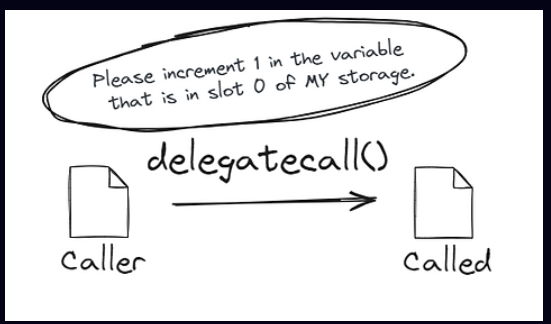 Please increment 1 in the variable
that is in slot 0 of MY storage.
delegatecall()
Caller
Called